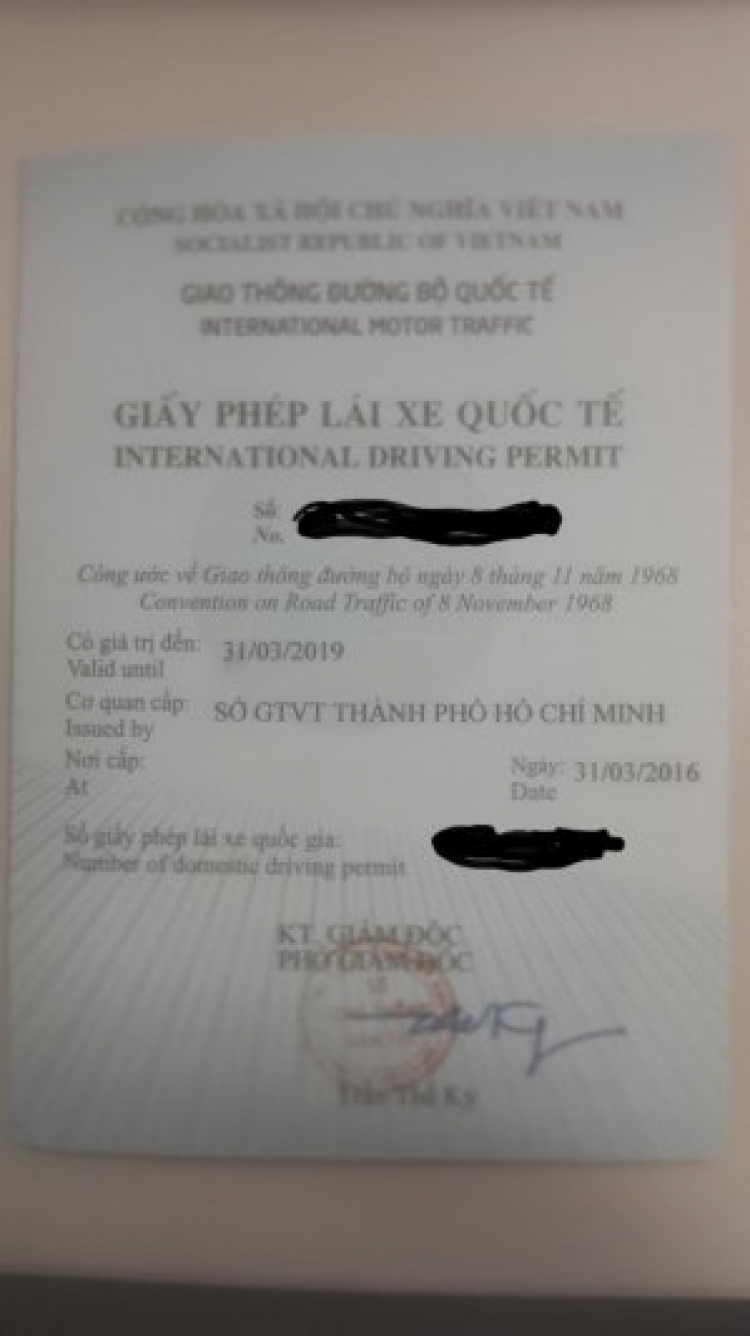 CỘNG HÒA XÃ HỘI CHỦ NGHĨA VIỆT NAM
SOCIALIST REPUBLIC OF VIETNAM
GIAO THÔNG ĐƯỜNG BỘ QUỐC TẾ
INTERNATIONAL MOTOR TRAFFIC
GIẤY PHÉP LÁI XE QUỐC TẾ
INTERNATIONAL DRIVING PERMIT
Số:
No.
Công ước về Giao thông đường bộ ngày 8 tháng 11 năm 1968
Convention on Road Traffic of 8 November 1968
Có giá trị đến: 31/03/2019
Valid until
Cơ quan cấp: SỞ GTVT THÀNH PHỐ HỒ CHÍ MINH
Issued by
Nơi cấp: Ngày: 31/03/2016
At Date
Số giấy phép lái xe quốc gia:
Number of domestic driving permit
KT. GIÁM ĐỐC
PHÓ GIÁM ĐỐC
Trần Thế Kỷ